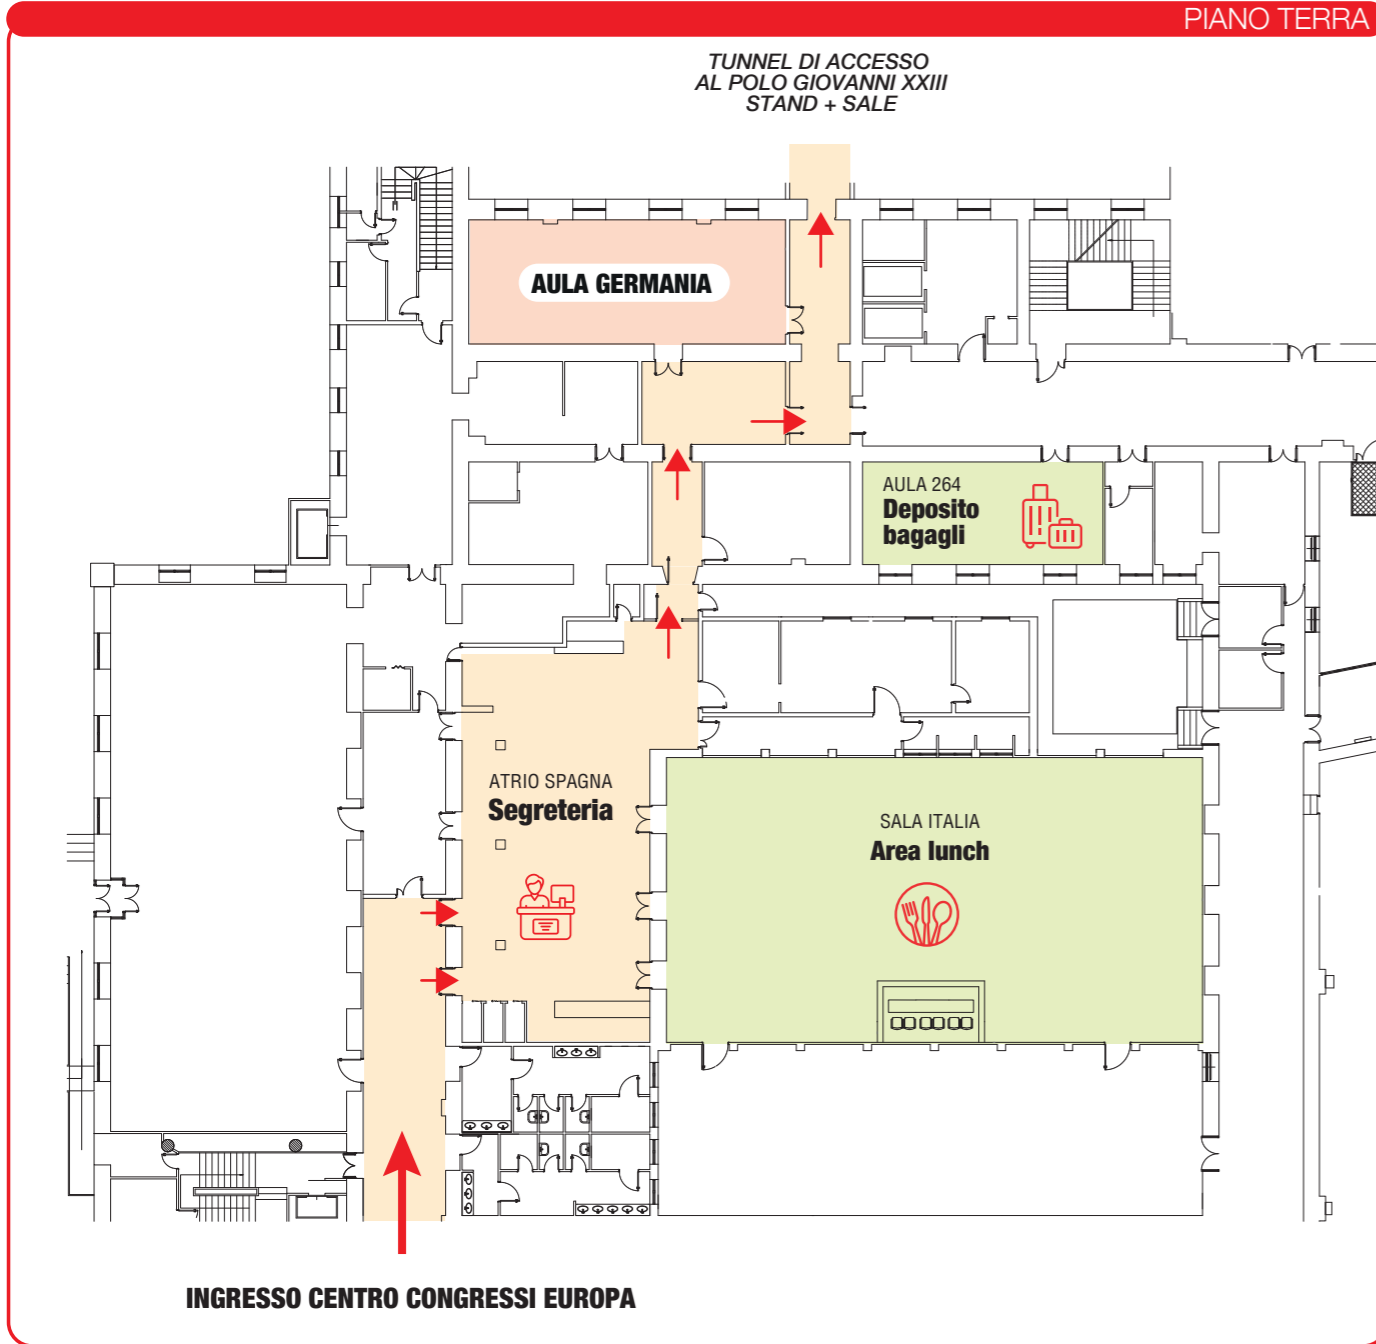 PIANO TERRA
TUNNEL DI ACCESSO
AL POLO GIOVANNI XXIII
STAND + SALE
AULA GERMANIA
AULA 264
Deposito
bagagli
ATRIO SPAGNA
Segreteria
SALA ITALIA
Area lunch
INGRESSO CENTRO CONGRESSI EUROPA